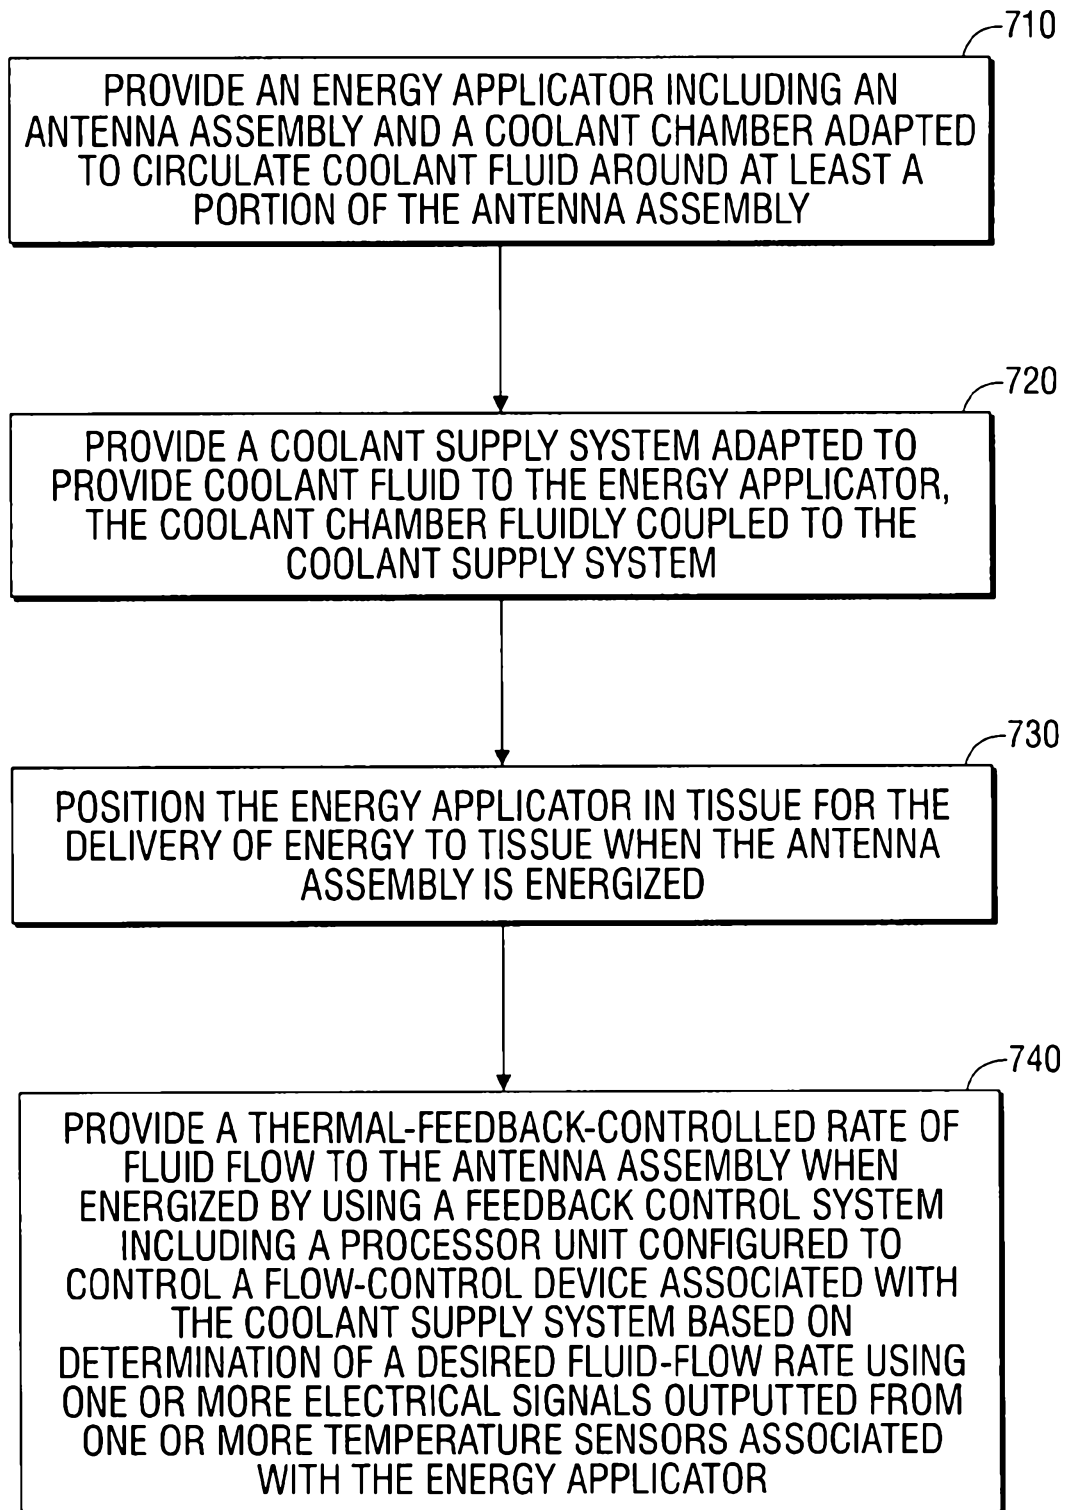 710
PROVIDE AN ENERGY APPLICATOR INCLUDING AN
ANTENNA ASSEMBLY AND A COOLANT CHAMBER ADAPTED
TO CIRCULATE COOLANT FLUID AROUND AT LEAST A
PORTION OF THE ANTENNA ASSEMBLY
720
PROVIDE A COOLANT SUPPLY SYSTEM ADAPTED TO
PROVIDE COOLANT FLUID TO THE ENERGY APPLICATOR,
THE COOLANT CHAMBER FLUIDLY COUPLED TO THE
COOLANT SUPPLY SYSTEM
730
POSITION THE ENERGY APPLICATOR IN TISSUE FOR THE
DELIVERY OF ENERGY TO TISSUE WHEN THE ANTENNA
ASSEMBLY IS ENERGIZED
740
PROVIDE A THERMAL-FEEDBACK-CONTROLLED RATE OF
FLUID FLOW TO THE ANTENNA ASSEMBLY WHEN
ENERGIZED BY USING A FEEDBACK CONTROL SYSTEM
INCLUDING A PROCESSOR UNIT CONFIGURED TO
CONTROL A FLOW-CONTROL DEVICE ASSOCIATED WITH
THE COOLANT SUPPLY SYSTEM BASED ON
DETERMINATION OF A DESIRED FLUID-FLOW RATE USING
ONE OR MORE ELECTRICAL SIGNALS OUTPUTTED FROM
ONE OR MORE TEMPERATURE SENSORS ASSOCIATED
WITH THE ENERGY APPLICATOR